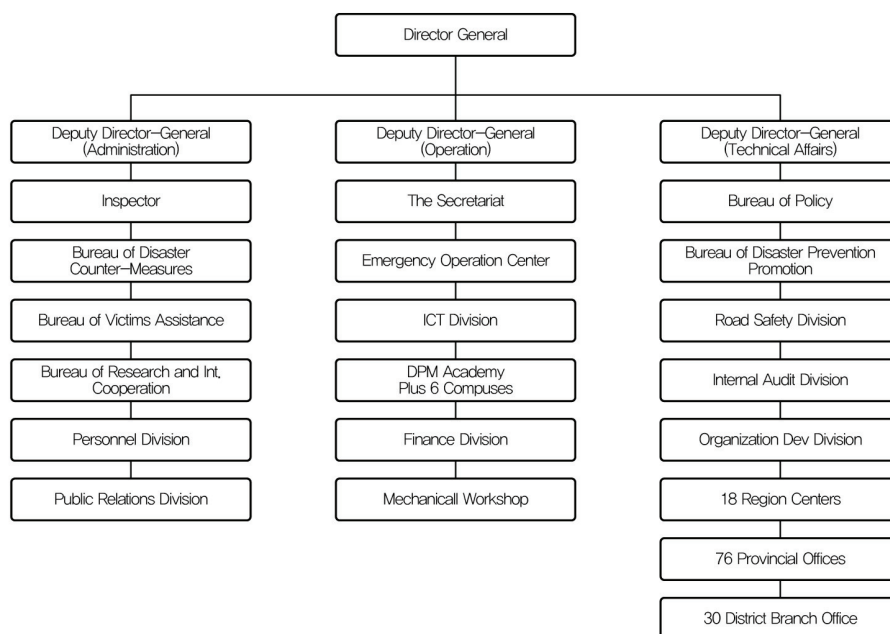 Director General
Deputy Director-General
(Administration)
Inspector
Bureau of Disaster
Counter-Measures
Bureau of Victims Assistance
Bureau of Research and Int.
Cooperation
Personnel Division
Public Relations Division
Deputy Director-General
(Operation)
The Secretariat
Emergency Operation Center
ICT Division
DPM Academy
Plus 6 Compuses
Finance Division
Mechanicall Workshop
Deputy Director-General
(Technical Affairs)
Bureau of Policy
Bureau of Disaster Prevention
Promotion
Road Safety Division
Internal Audit Division
Organization Dev Division
18 Region Centers
76 Provincial Offices
30 District Branch Office